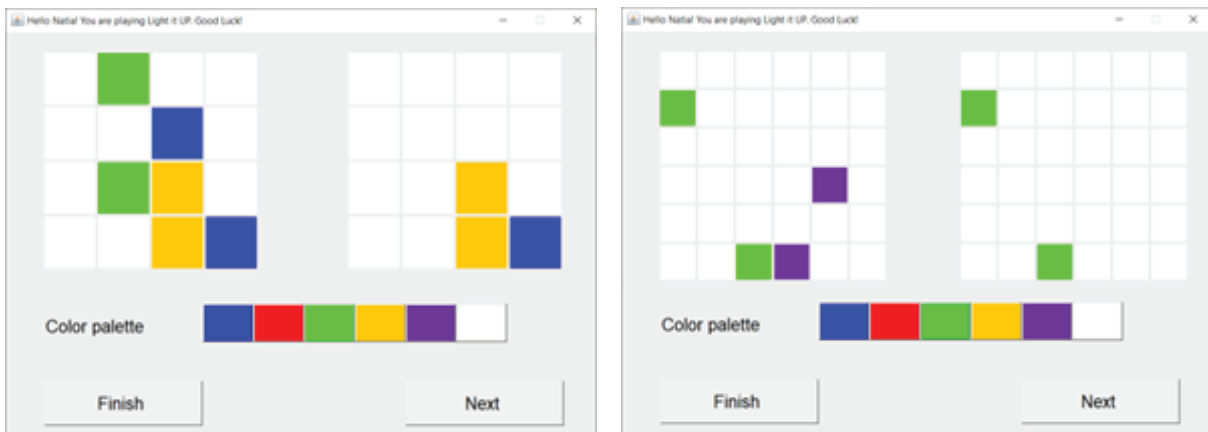 Hello Natia! You are playing Light it UP. Good Luck!
Color palette
Finish
Next
Hello Natia! You are playing Light it UP. Good Luck!
Color palette
Finish
Next